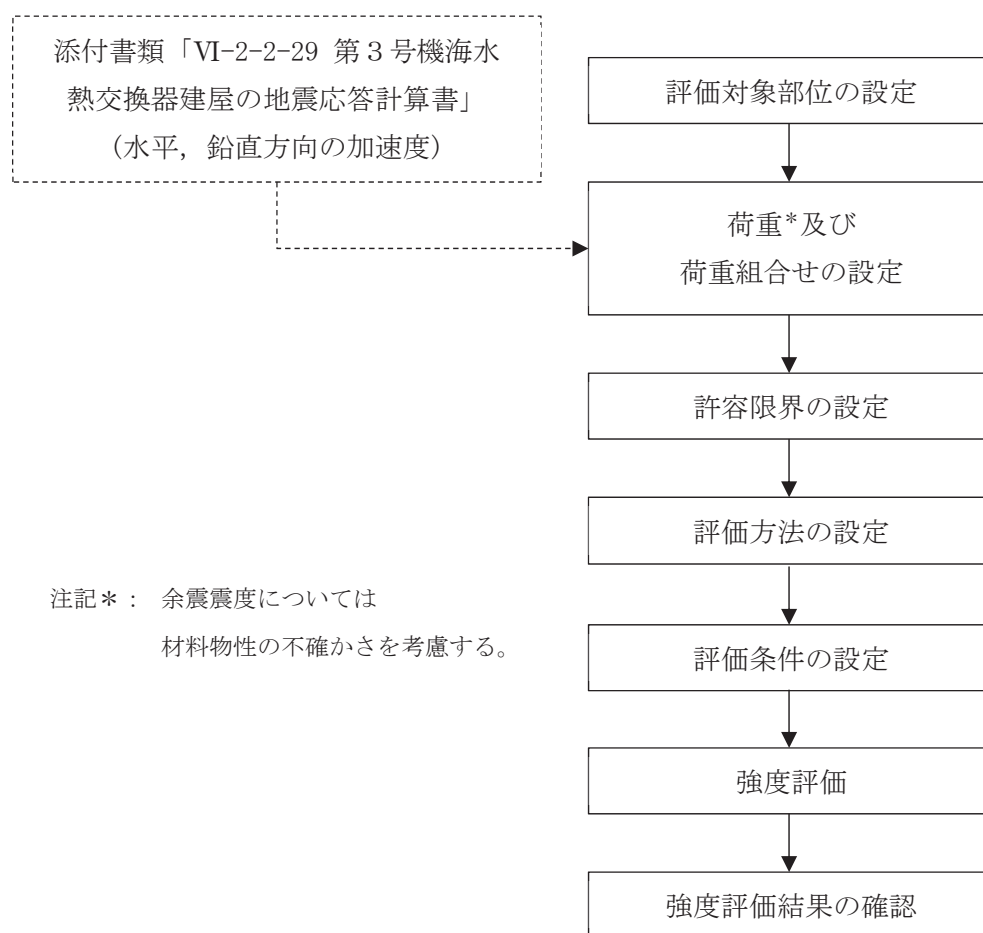 添付書類「Ⅵ-2-2-29 第３号機海水
熱交換器建屋の地震応答計算書」
（水平，鉛直方向の加速度）
評価対象部位の設定
荷重*及び
荷重組合せの設定
許容限界の設定
評価方法の設定
注記＊： 余震震度については
材料物性の不確かさを考慮する。
評価条件の設定
強度評価
強度評価結果の確認